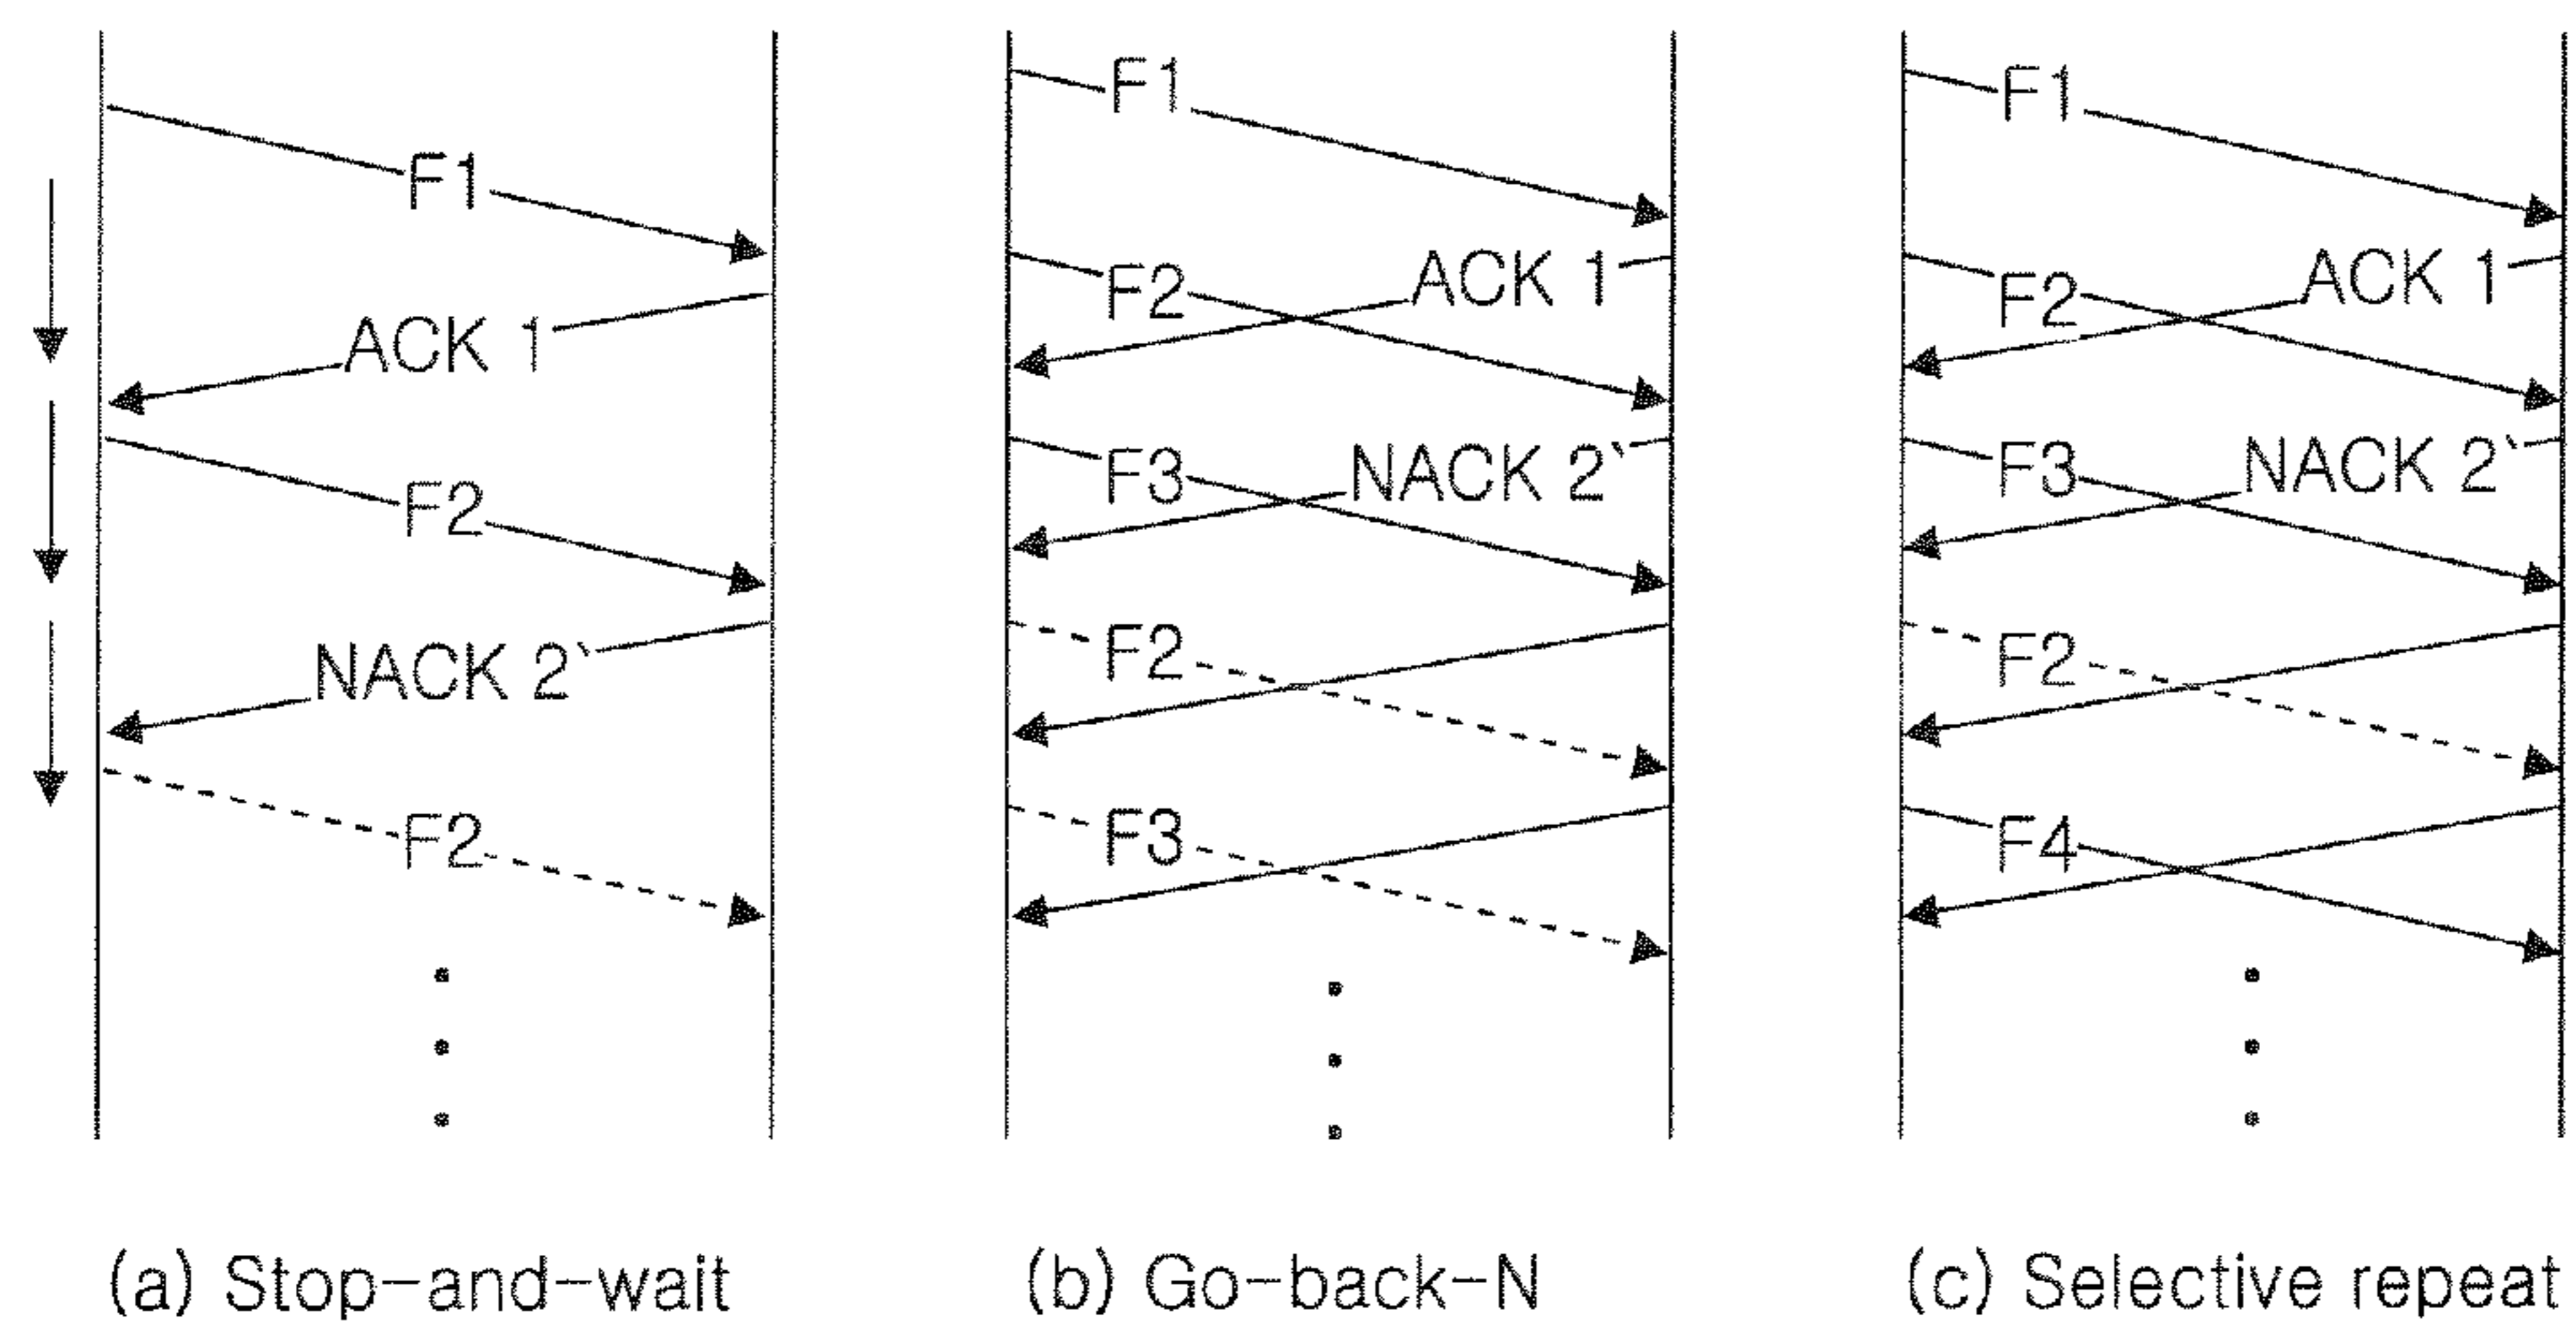 F1
ACK 1
F2
NACK 2`
F2
(a) Stop-and-wait
F1
F2
ACK 1
F3
NACK 2`
F2
F3
(b) Go-back-N
F1
F2
ACK 1
F3
NACK 2`
F2
F4
(c) Selective repeat